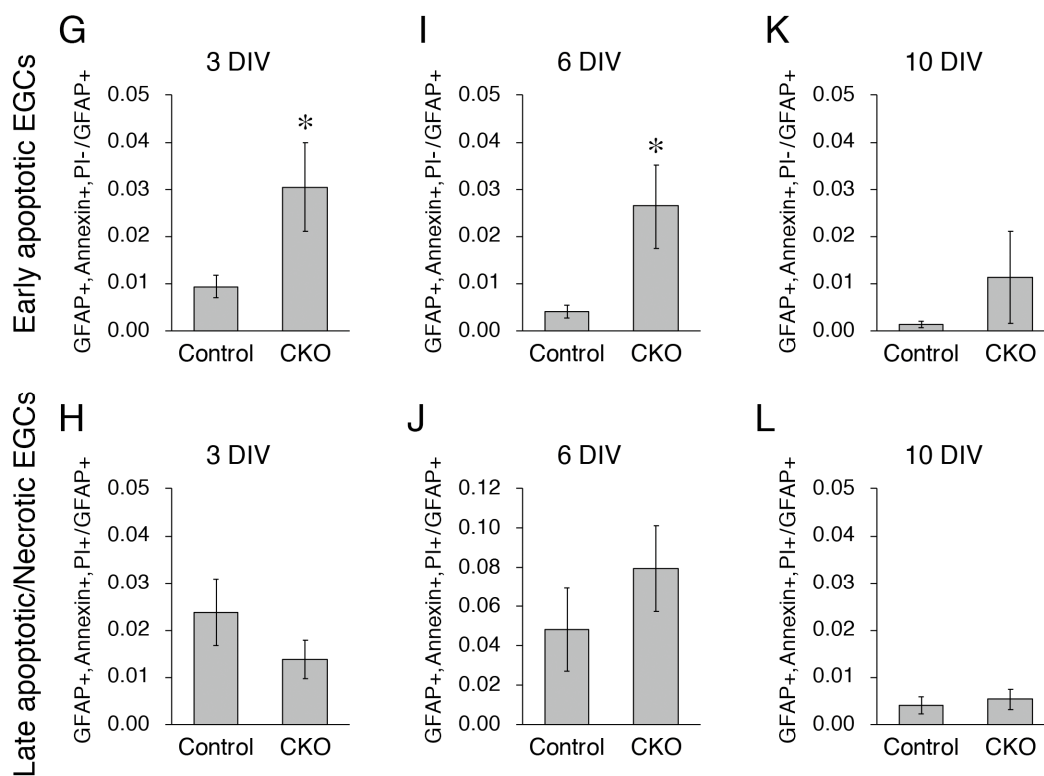 G
3 DIV
Early apoptotic EGCs
GFAP+,Annexin+,PI-/GFAP+
0.05
0.04
0.03
0.02
0.01
0.00
*
Control CKO
I
6 DIV
GFAP+,Annexin+,PI-/GFAP+
0.05
0.04
0.03
0.02
0.01
0.00
*
Control CKO
K
10 DIV
GFAP+,Annexin+,PI-/GFAP+
0.05
0.04
0.03
0.02
0.01
0.00
Control CKO
H
3 DIV
Late apoptotic/Necrotic EGCs
GFAP+,Annexin+,PI+/GFAP+
0.05
0.04
0.03
0.02
0.01
0.00
Control CKO
J
6 DIV
GFAP+,Annexin+,PI+/GFAP+
0.12
0.10
0.08
0.06
0.04
0.02
0.00
Control CKO
L
10 DIV
GFAP+,Annexin+,PI+/GFAP+
0.05
0.04
0.03
0.02
0.01
0.00
Control CKO